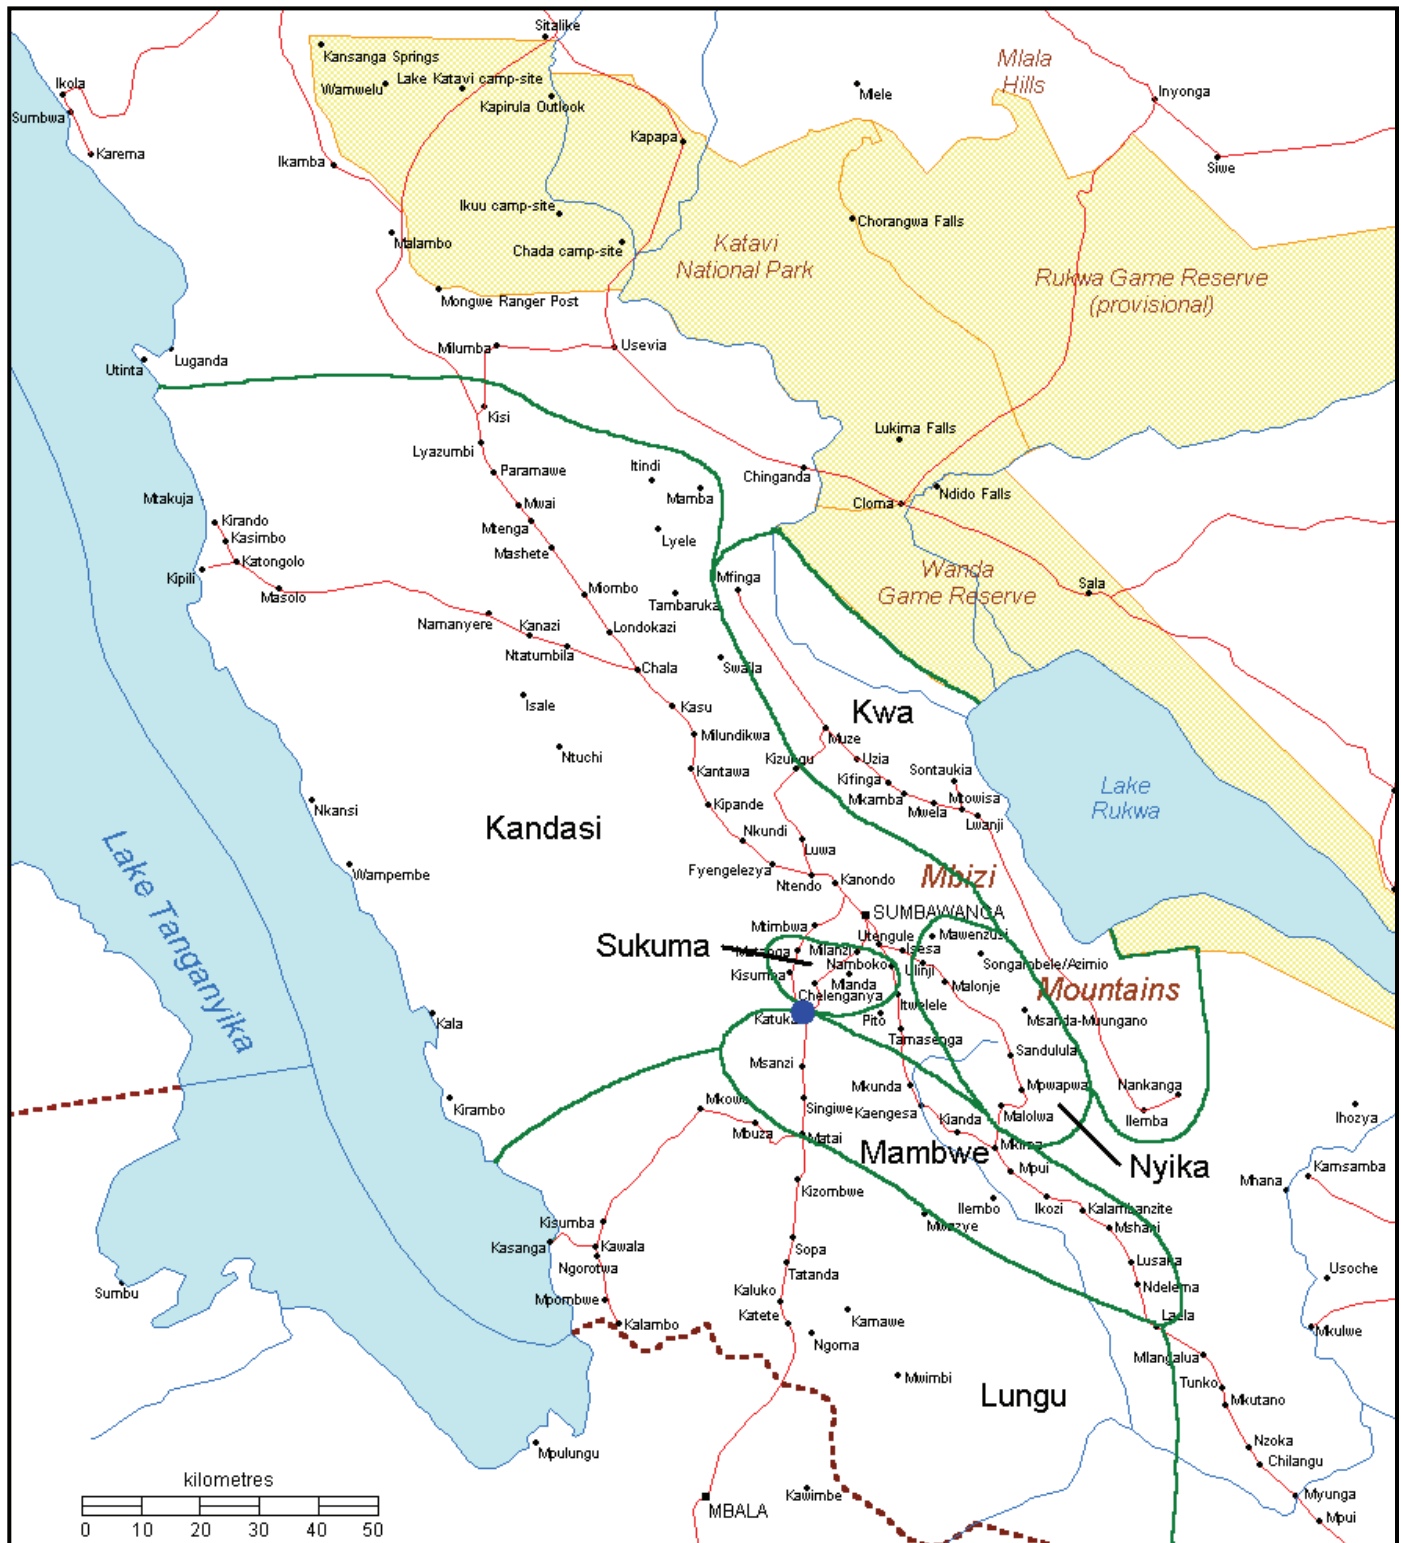 Sitalike
Kansanga Springs
Mlala
Hills
Ikola
Wamwelu
Lake Katavi camp-site
Kapirula Outlook
Mlele
Inyonga
Sumbwa
Karema
Kapapa
Ikamba
Siwe
Ikuu camp-site
Chorangwa Falls
Malambo
Chada camp-site
Katavi
National Park
Rukwa Game Reserve
(provisional)
Mongwe Ranger Post
Milumba
Usevia
Luganda
Utinta
Kisi
Lyazumbi
Lukima Falls
Paramawe
Itindi
Chinganda
Mtakuja
Mwai
Mamba
Cloma
Ndido Falls
Kirando
Mtenga
Kasimbo
Mashete
Lyele
Katongolo
Kipili
Masolo
Miombo
Tambaruka
Mfinga
Wanda
Game Reserve
Sala
Namanyere
Kanazi
Londokazi
Ntatumbila
Chala
Swaila
Isale
Kasu
Kwa
Milundikwa
Muze
Ntuchi
Kantawa
Kizungu
Uzia
Sontaukia
Kifinga
Mkamba
Mtowisa
Mwela
Lwanji
Lake
Rukwa
Nkansi
Kipande
Kandasi
Nkundi
Luwa
Lake Tanganyika
Wampembe
Fyengelezya
Ntendo
Kanondo
Mbizi
SUMBAWANGA
Mtimbwa
Utengule
Mawenzusi
Sukuma
Matanga
Milanzi
Isesa
Namboko
Ulinji
Songambele/Azimio
Kisumba
Manda
Malonje
Mountains
Chelenganya
Itwelele
Kala
Katuka
Pito
Msanda-Muungano
Tamasenga
Sandulula
Msanzi
Mkunda
Mpwapwa
Nankanga
Kirambo
Mkowe
Singiwe
Kaengesa
Kianda
Malolwa
Ilemba
Ihozya
Mbuza
Matai
Mkima
Mambwe
Nyika
Mpui
Kamsamba
Mhana
Kizombwe
Ilembo
Ikozi
Kalambanzite
Kisumba
Mwazye
Mshani
Kasanga
Kawala
Sopa
Ngorotwa
Tatanda
Lusaka
Usoche
Sumbu
Mpombwe
Kaluko
Ndelema
Katete
Kamawe
Laela
Kalambo
Mkulwe
Ngoma
Mlangalua
Mwimbi
Lungu
Tunko
Mkutano
Mpulungu
Nzoka
Chilangu
kilometres
0 10 20 30 40 50
MBALA
Kawimbe
Myunga
Mpui